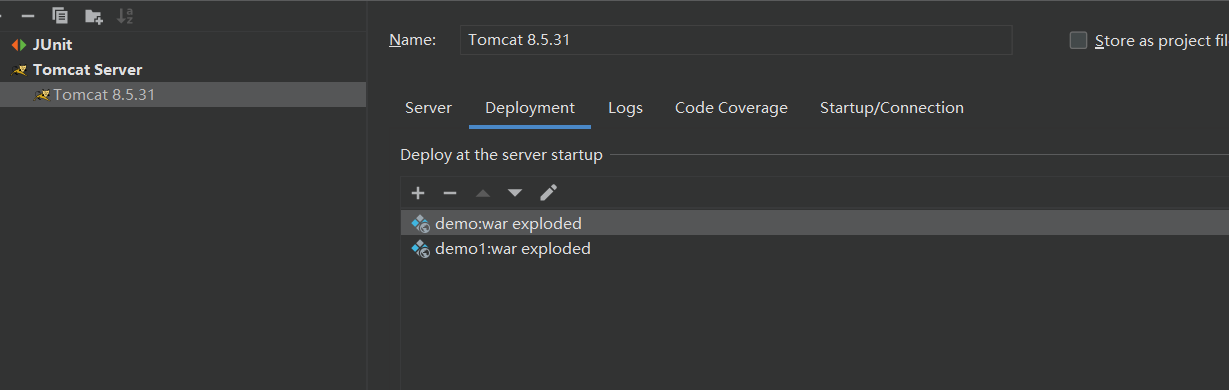 JUnit
Tomcat Server
Tomcat 8.5.31
Name: Tomcat 8.5.31 Store as project fil
Server Deployment Logs Code Coverage Startup/Connection
Deploy at the server startup
demo:war exploded
demo1:war exploded